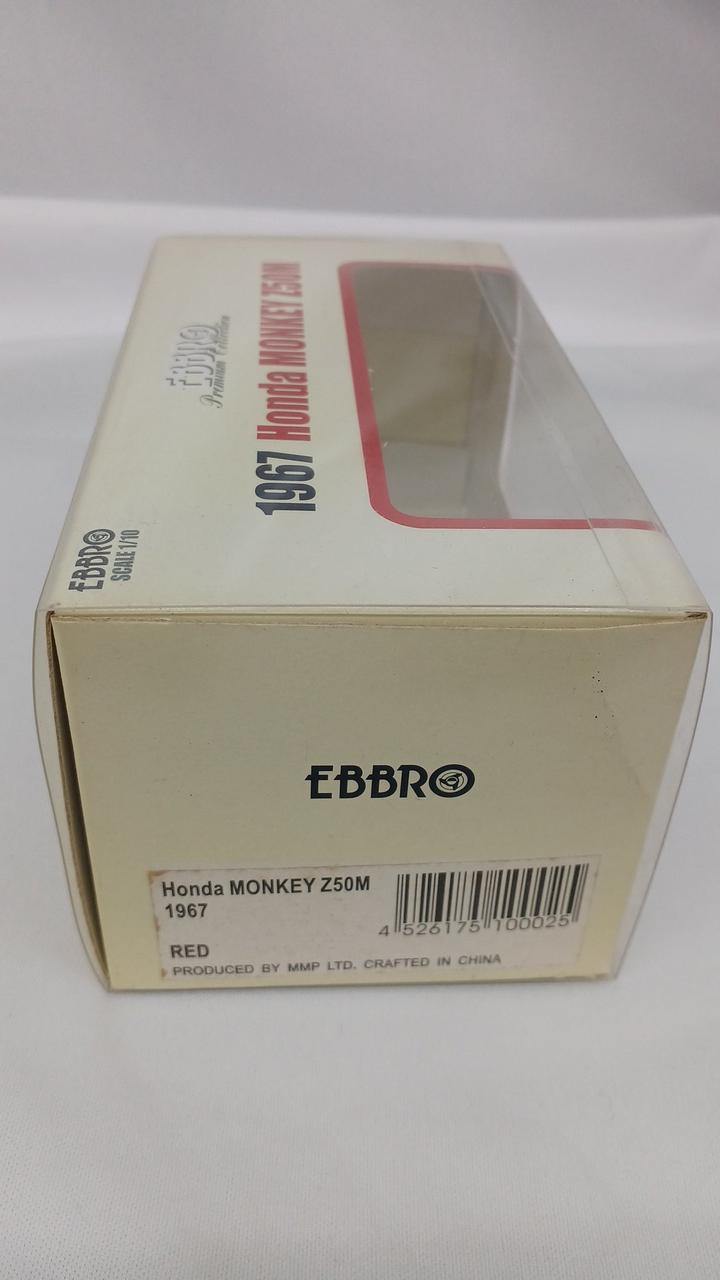 EBBRO
Premium Collection
1967 Honda MONKEY Z50M
EBBRO
SCALE 1/10
EBBRO
Honda MONKEY Z50M
1967
RED
4 526175 100025
PRODUCED BY MMP LTD. CRAFTED IN CHINA